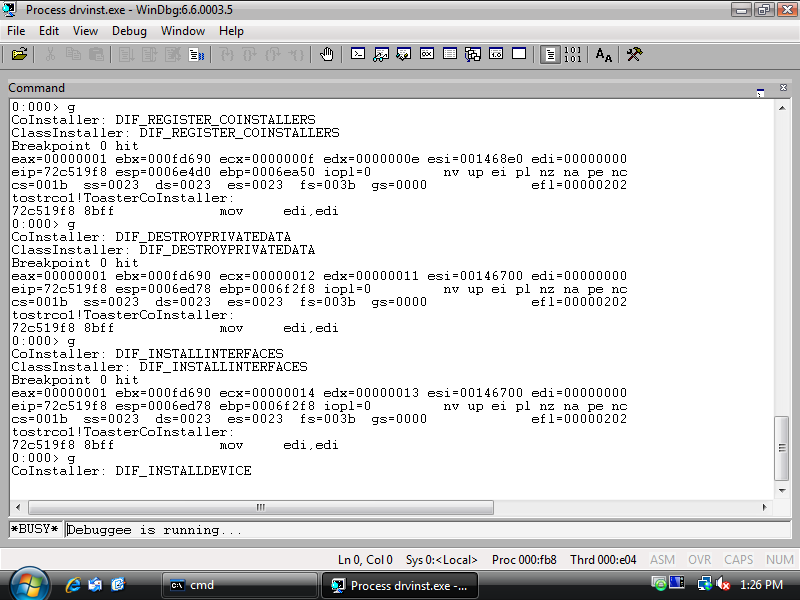 Process drvinst.exe - WinDbg:6.6.0003.5
File Edit View Debug Window Help
Command
0:000> g
CoInstaller: DIF_REGISTER_COINSTALLERS
ClassInstaller: DIF_REGISTER_COINSTALLERS
Breakpoint 0 hit
eax=00000001 ebx=000fd690 ecx=0000000f edx=0000000e esi=001468e0 edi=00000000
eip=72c519f8 esp=0006e4d0 ebp=0006ea50 iopl=0         nv up ei pl nz na pe nc
cs=001b  ss=0023  ds=0023  es=0023  fs=003b  gs=0000             efl=00000202
tostrco1!ToasterCoInstaller:
72c519f8 8bff            mov     edi,edi
0:000> g
CoInstaller: DIF_DESTROYPRIVATEDATA
ClassInstaller: DIF_DESTROYPRIVATEDATA
Breakpoint 0 hit
eax=00000001 ebx=000fd690 ecx=00000012 edx=00000011 esi=00146700 edi=00000000
eip=72c519f8 esp=0006ed78 ebp=0006f2f8 iopl=0         nv up ei pl nz na pe nc
cs=001b  ss=0023  ds=0023  es=0023  fs=003b  gs=0000             efl=00000202
tostrco1!ToasterCoInstaller:
72c519f8 8bff            mov     edi,edi
0:000> g
CoInstaller: DIF_INSTALLINTERFACES
ClassInstaller: DIF_INSTALLINTERFACES
Breakpoint 0 hit
eax=00000001 ebx=000fd690 ecx=00000014 edx=00000013 esi=00146700 edi=00000000
eip=72c519f8 esp=0006ed78 ebp=0006f2f8 iopl=0         nv up ei pl nz na pe nc
cs=001b  ss=0023  ds=0023  es=0023  fs=003b  gs=0000             efl=00000202
tostrco1!ToasterCoInstaller:
72c519f8 8bff            mov     edi,edi
0:000> g
CoInstaller: DIF_INSTALLDEVICE
*BUSY* Debuggee is running...
Ln 0, Col 0 Sys 0:<Local> Proc 000:fb8 Thrd 000:e04 ASM OVR CAPS NUM
cmd Process drvinst.exe -... 1:26 PM